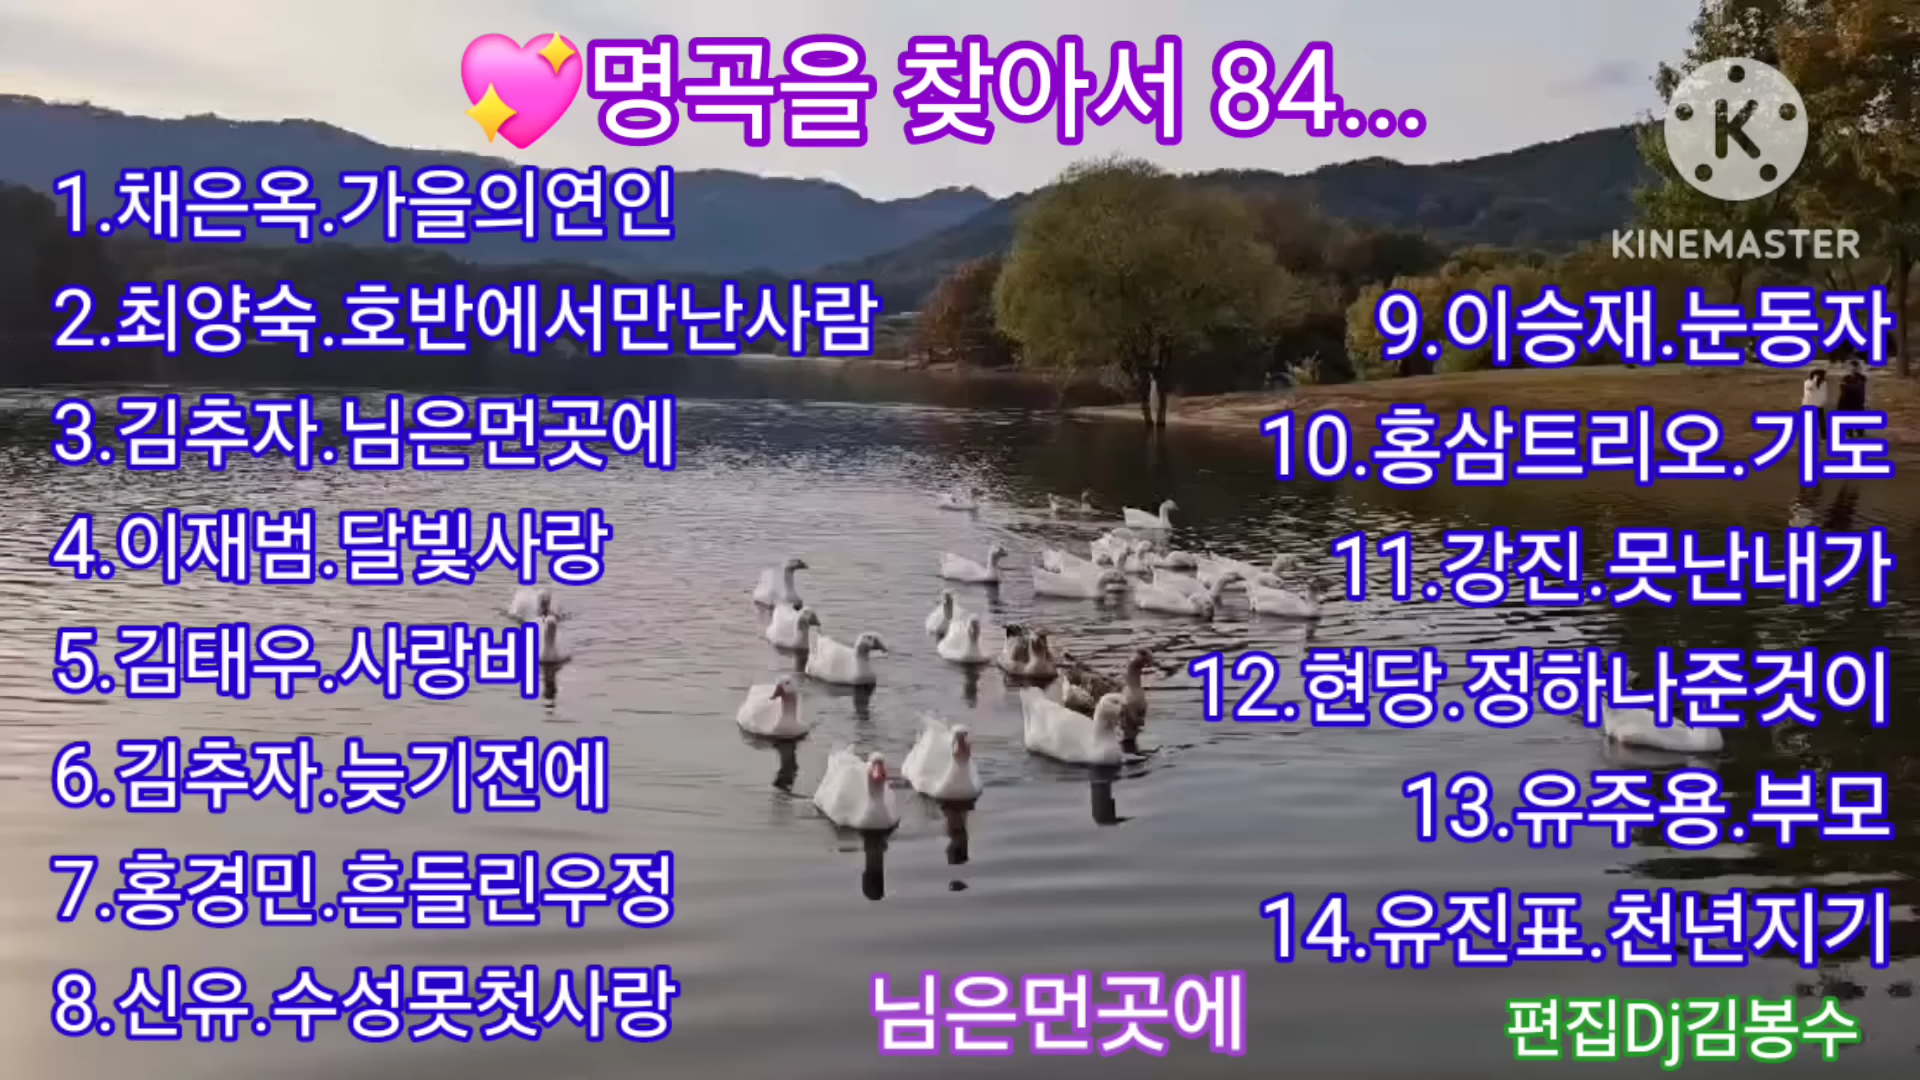 💖명곡을 찾아서 84...
KINEMASTER
1.채은옥.가을의연인
2.최양숙.호반에서만난사람
3.김추자.님은먼곳에
4.이재범.달빛사랑
5.김태우.사랑비
6.김추자.늦기전에
7.홍경민.흔들린우정
8.신유.수성못첫사랑
9.이승재.눈동자
10.홍삼트리오.기도
11.강진.못난내가
12.현당.정하나준것이
13.유주용.부모
14.유진표.천년지기
님은먼곳에
편집Dj김봉수